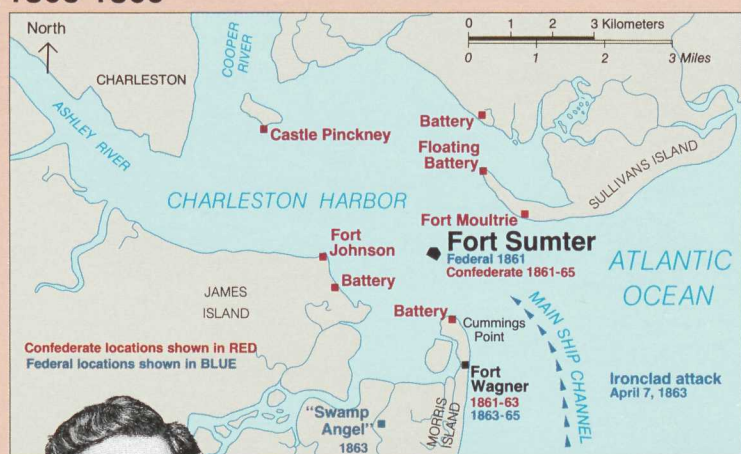 North
0 1 2 3 Kilometers
0 1 2 3 Miles
CHARLESTON
COOPER
RIVER
ASHLEY RIVER
Castle Pinckney
Battery
Floating
Battery
SULLIVANS ISLAND
CHARLESTON HARBOR
Fort Moultrie
Fort
Johnson
Fort Sumter
Federal 1861
Confederate 1861-65
ATLANTIC
OCEAN
Battery
JAMES
ISLAND
Battery
Cummings
Point
MAIN SHIP CHANNEL
Confederate locations shown in RED
Federal locations shown in BLUE
Fort
Wagner
1861-63
1863-65
Ironclad attack
April 7, 1863
"Swamp
Angel"
1863
MORRIS
ISLAND